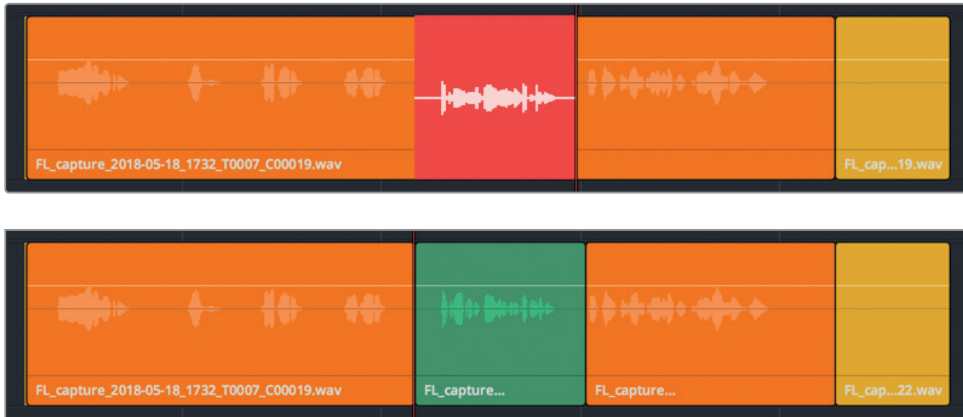 FL_capture_2018-05-18_1732_T0007_C00019.wav
FL_cap...19.wav
FL_capture_2018-05-18_1732_T0007_C00019.wav
FL_capture...
FL_capture...
FL_cap...22.wav